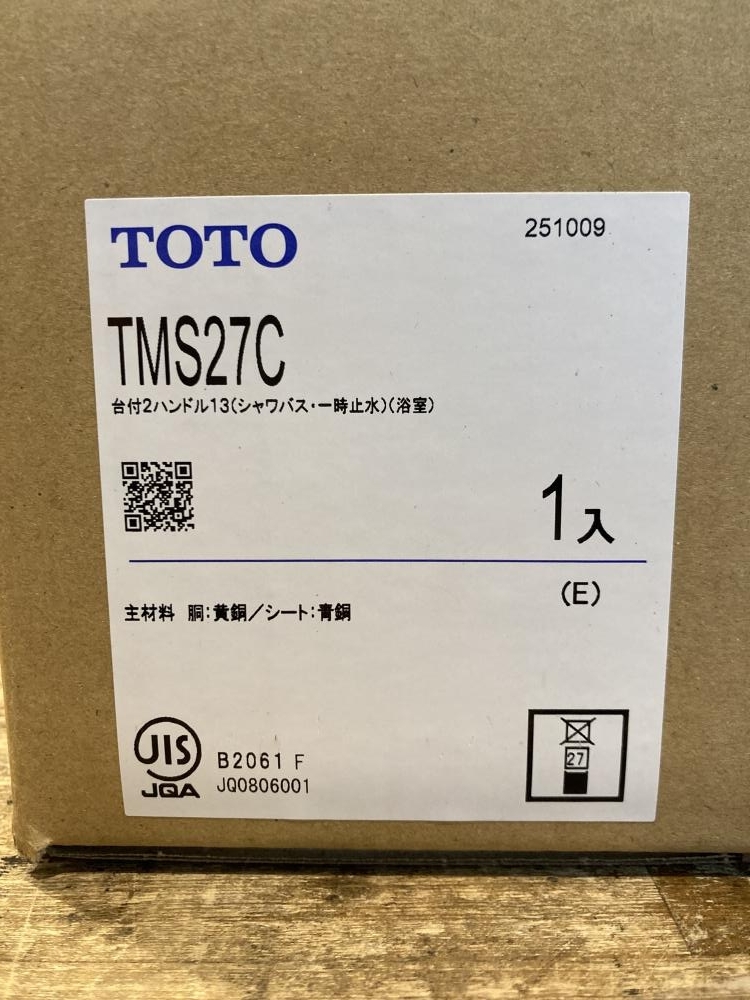 TOTO
251009
TMS27C
台付2ハンドル13(シャワバス・一時止水)(浴室)
1入
(E)
主材料 胴:黄銅/シート:青銅
JIS
JQA
B2061 F
JQ0806001
27